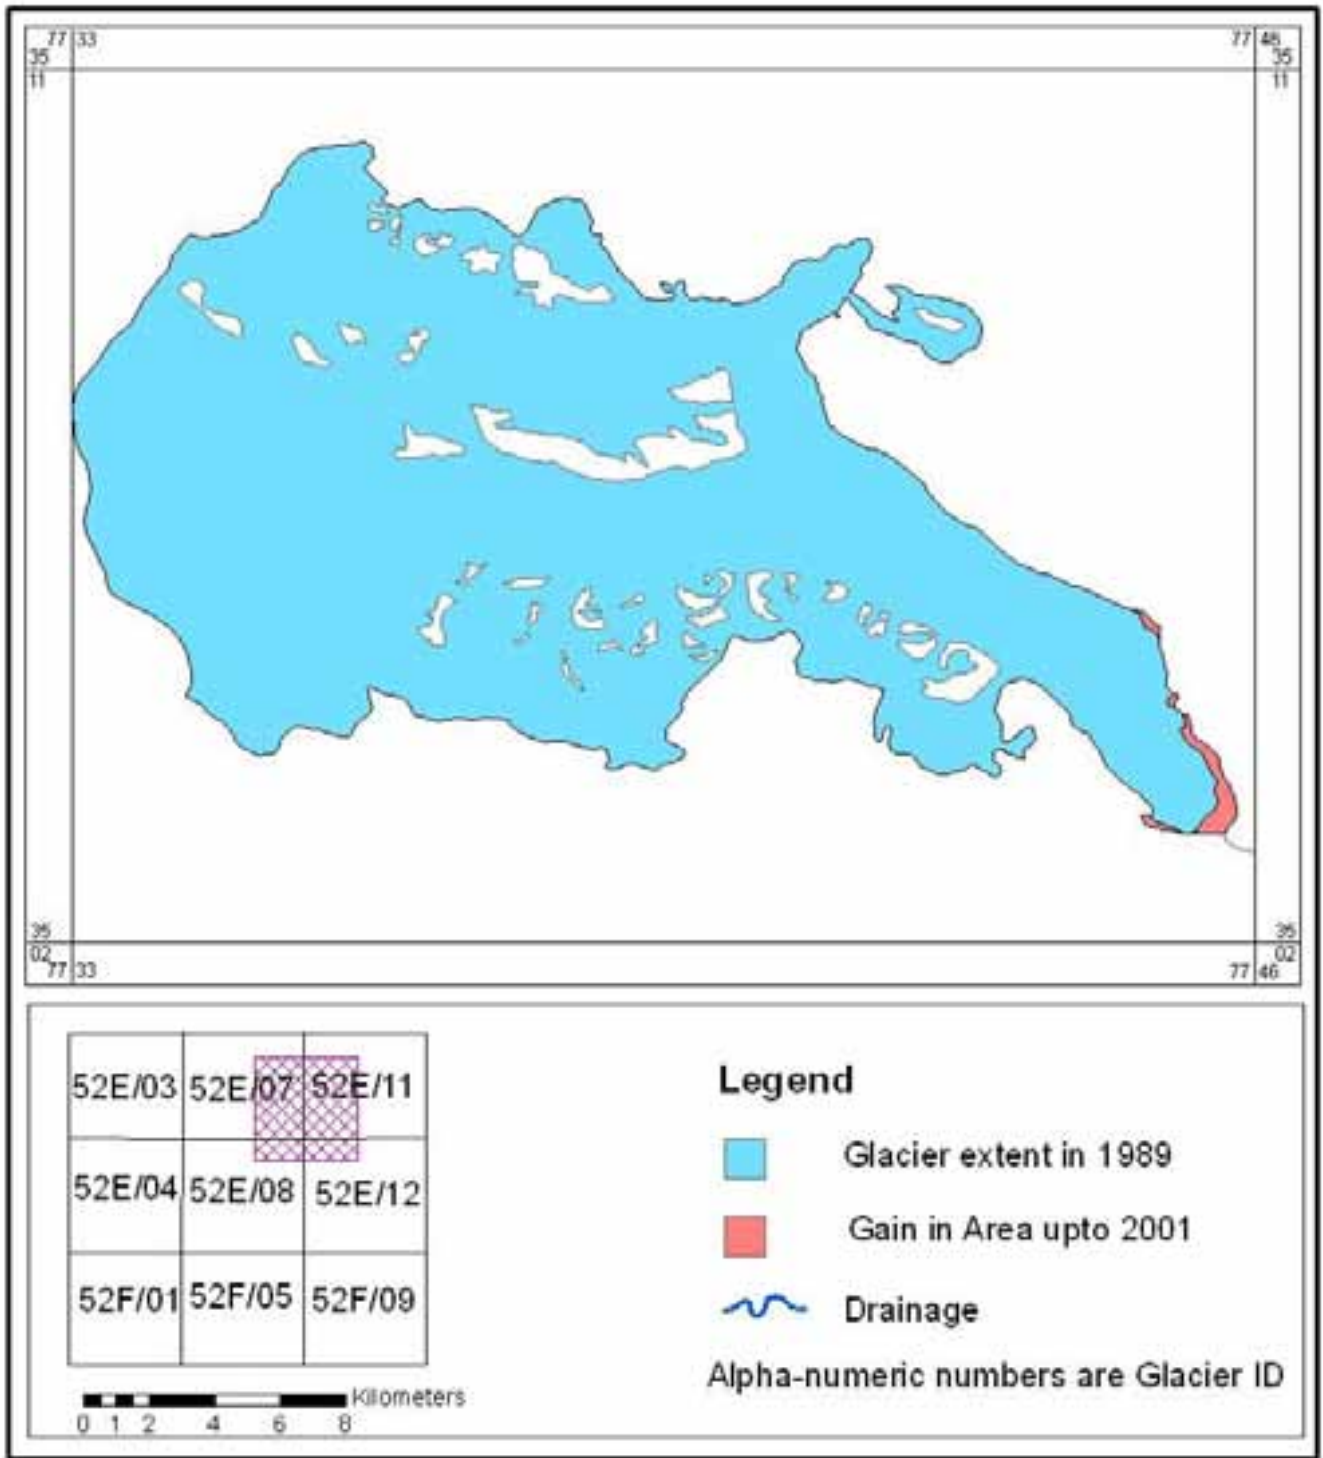 77 33
77 46
35
11
35
11
35
02
35
02
77 33
77 46
52E/03 52E/07 52E/11
52E/04 52E/08 52E/12
52F/01 52F/05 52F/09
Kilometers
0 1 2 4 6 8
Legend
Glacier extent in 1989
Gain in Area upto 2001
Drainage
Alpha-numeric numbers are Glacier ID